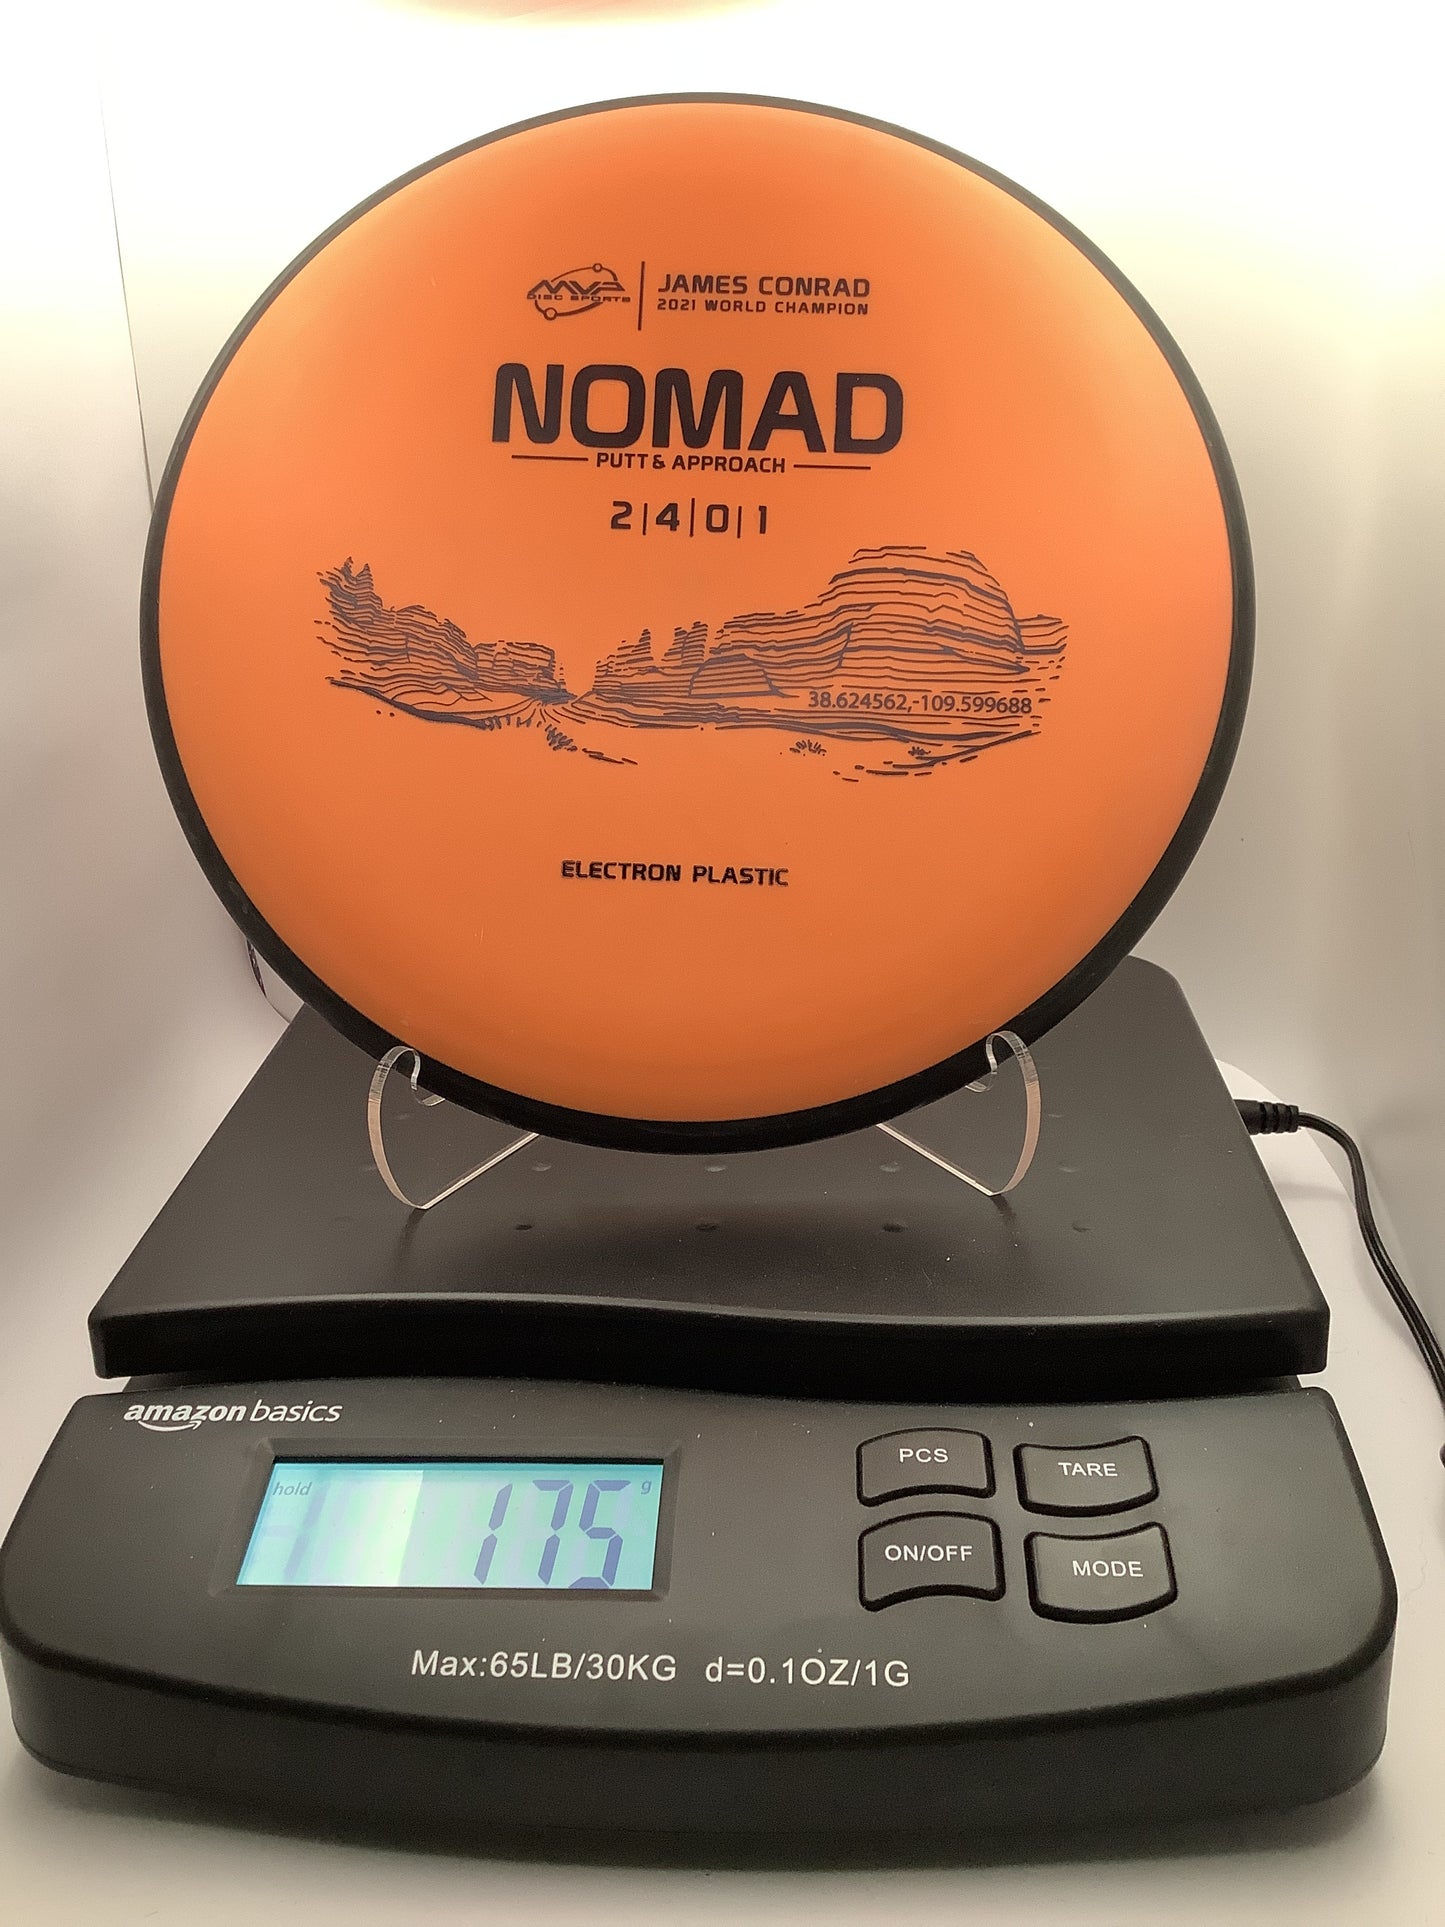 MVP
DISC SPORTS
JAMES CONRAD
2021 WORLD CHAMPION
NOMAD
PUTT & APPROACH
2|4|0|1
38.624562,-109.599688
ELECTRON PLASTIC
amazon basics
hold 175 g
PCS
TARE
ON/OFF
MODE
Max:65LB/30KG d=0.1OZ/1G